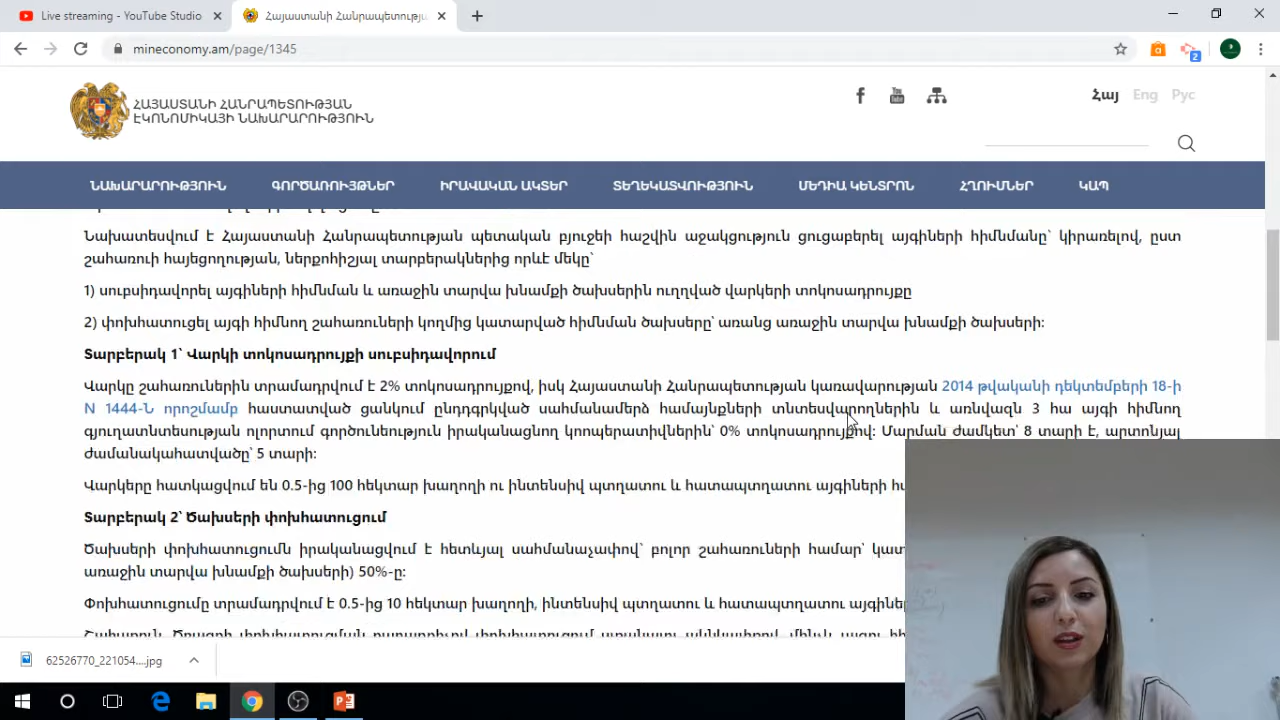 Live streaming - YouTube Studio
Հայաստանի Հանրապետությա
mineconomy.am/page/1345
2
ՀԱՅԱՍՏԱՆԻ ՀԱՆՐԱՊԵՏՈՒԹՅԱՆ
ԷԿՈՆՈՄԻԿԱՅԻ ՆԱԽԱՐԱՐՈՒԹՅՈՒՆ
You Tube
Հայ Eng Рус
ՆԱԽԱՐԱՐՈՒԹՅՈՒՆ ԳՈՐԾԱՌՈՒՅԹՆԵՐ ԻՐԱՎԱԿԱՆ ԱԿՏԵՐ ՏԵՂԵԿԱՏՎՈՒԹՅՈՒՆ ՄԵԴԻԱ ԿԵՆՏՐՈՆ ՀՂՈՒՄՆԵՐ ԿԱՊ
Նախատեսվում է Հայաստանի Հանրապետության պետական բյուջեի հաշվին աջակցություն ցուցաբերել այգիների հիմնմանը՝ կիրառելով, ըստ
շահառուի հայեցողության, ներքոհիշյալ տարբերակներից որևէ մեկը՝
1) սուբսիդավորել այգիների հիմնման և առաջին տարվա խնամքի ծախսերին ուղղված վարկերի տոկոսադրույքը
2) փոխհատուցել այգի հիմնող շահառուների կողմից կատարված հիմնման ծախսերը՝ առանց առաջին տարվա խնամքի ծախսերի:
Տարբերակ 1՝ Վարկի տոկոսադրույքի սուբսիդավորում
Վարկը շահառուներին տրամադրվում է 2% տոկոսադրույքով, իսկ Հայաստանի Հանրապետության կառավարության 2014 թվականի դեկտեմբերի 18-ի
N 1444-Ն որոշմամբ հաստատված ցանկում ընդգրկված սահմանամերձ համայնքների տնտեսվարողներին և առնվազն 3 հա այգի հիմնող
գյուղատնտեսության ոլորտում գործունեություն իրականացնող կոոպերատիվներին՝ 0% տոկոսադրույքով: Մարման ժամկետ՝ 8 տարի է, արտոնյալ
ժամանակահատվածը՝ 5 տարի:
Վարկերը հատկացվում են 0.5-ից 100 հեկտար խաղողի ու ինտենսիվ պտղատու և հատապտղատու այգիների
Տարբերակ 2՝ Ծախսերի փոխհատուցում
Ծախսերի փոխհատուցումն իրականացվում է հետևյալ սահմանաչափով՝ բոլոր շահառուների համար՝
առաջին տարվա խնամքի ծախսերի) 50%-ը:
Փոխհատուցումը տրամադրվում է 0.5-ից 10 հեկտար խաղողի, ինտենսիվ պտղատու և հատապտղատու
62526770_221054....jpg